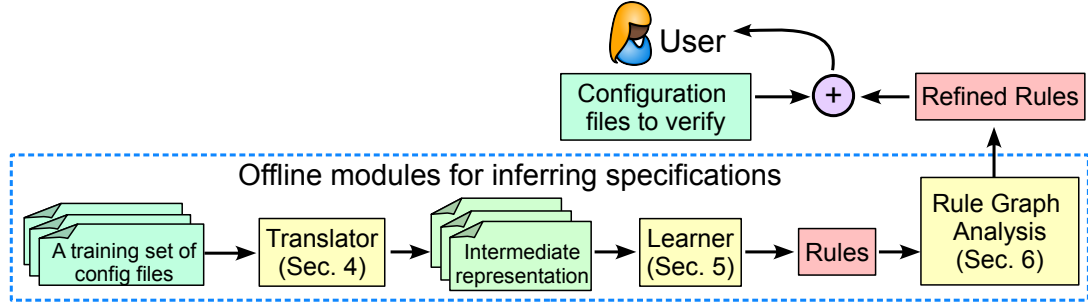 User
Configuration
files to verify
+
Refined Rules
Offline modules for inferring specifications
A training set of
config files
Translator
(Sec. 4)
Intermediate
representation
Learner
(Sec. 5)
Rules
Rule Graph
Analysis
(Sec. 6)